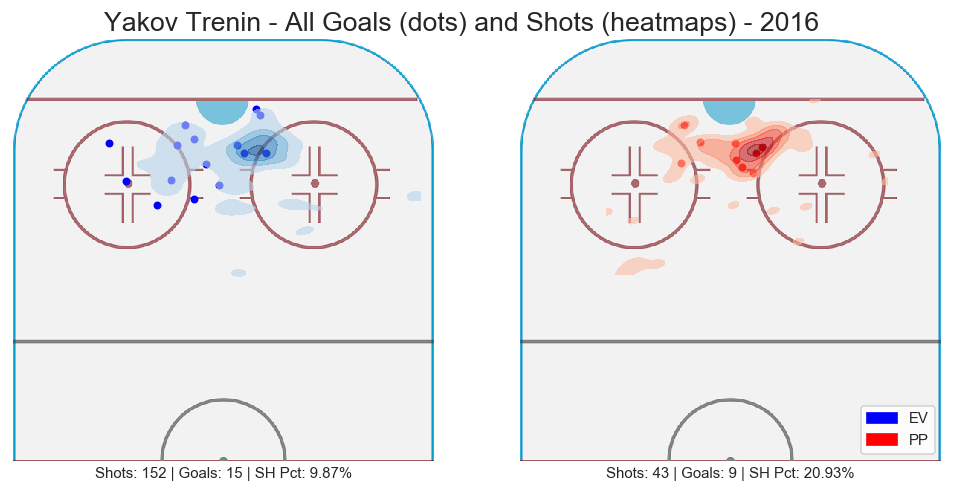 Yakov Trenin - All Goals (dots) and Shots (heatmaps) - 2016
EV
PP
Shots: 152 | Goals: 15 | SH Pct: 9.87%
Shots: 43 | Goals: 9 | SH Pct: 20.93%